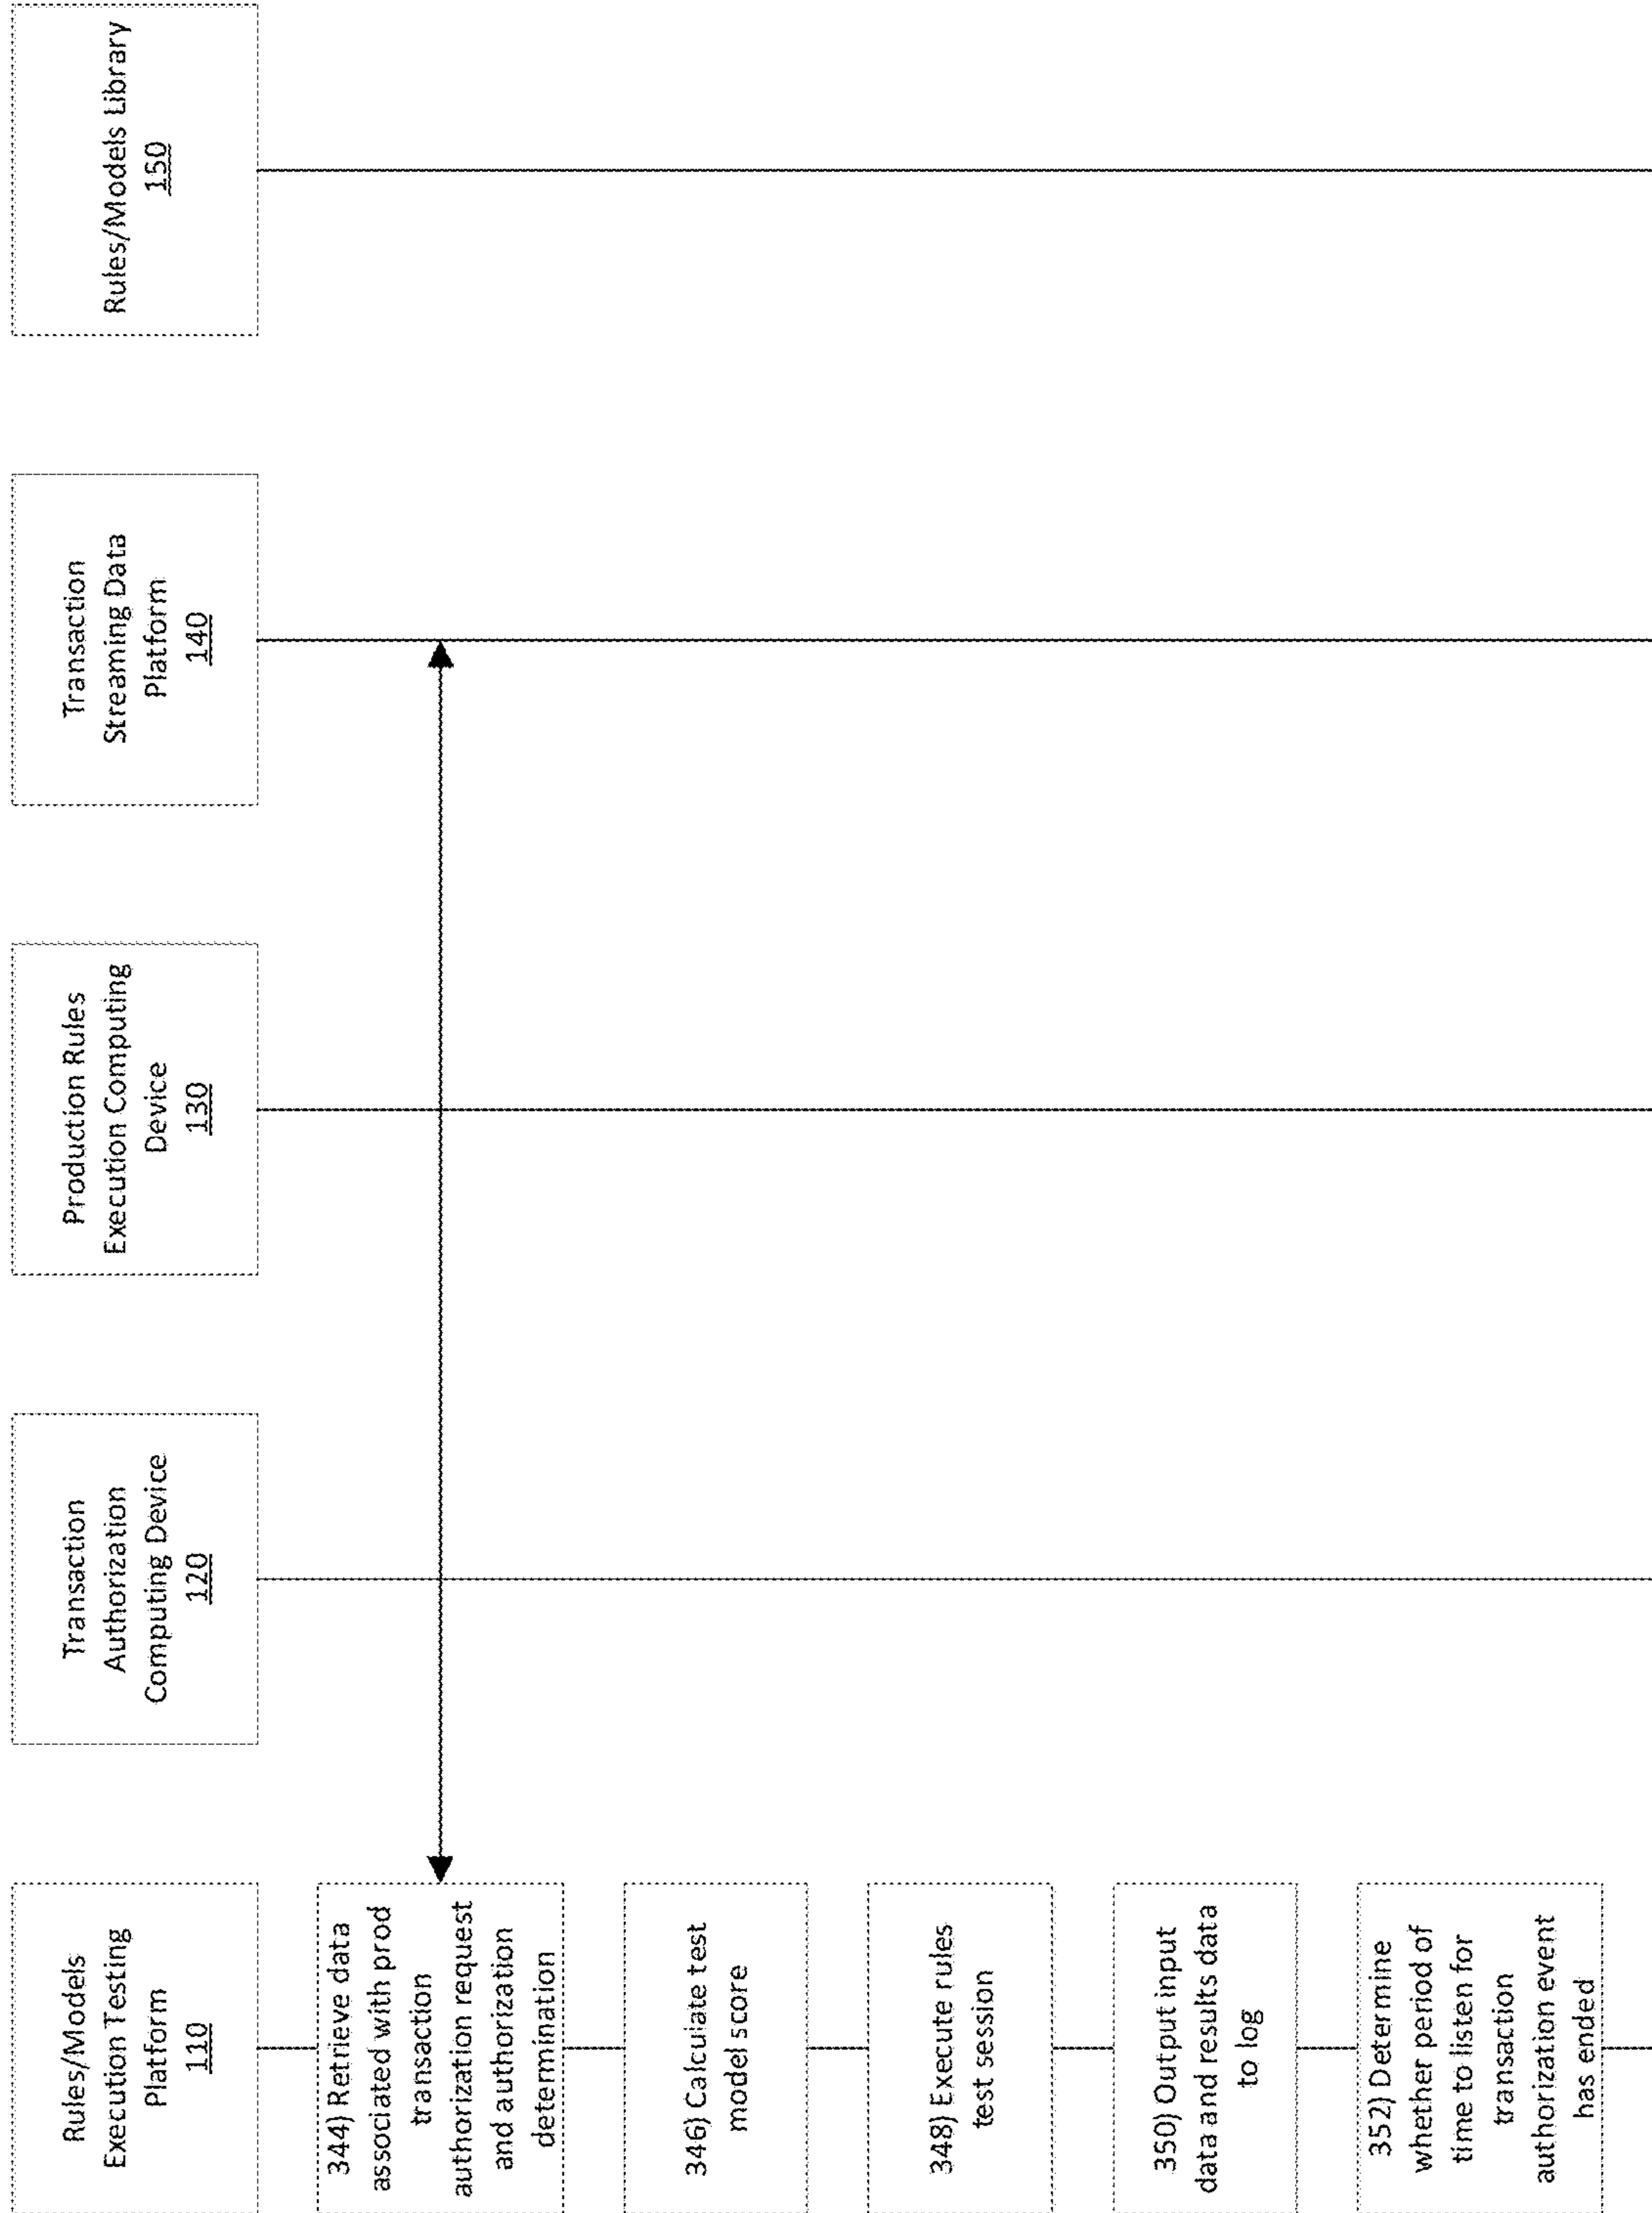 Rules/Models
Execution Testing
Platform
110
Transaction
Authorization
Computing Device
120
Production Rules
Execution Computing
Device
130
Transaction
Streaming Data
Platform
140
Rules/Models Library
150
344) Retrieve data
associated with prod
transaction
authorization request
and authorization
determination
346) Calculate test
model score
348) Execute rules
test session
350) Output input
data and results data
to log
352) Determine
whether period of
time to listen for
transaction
authorization event
has ended